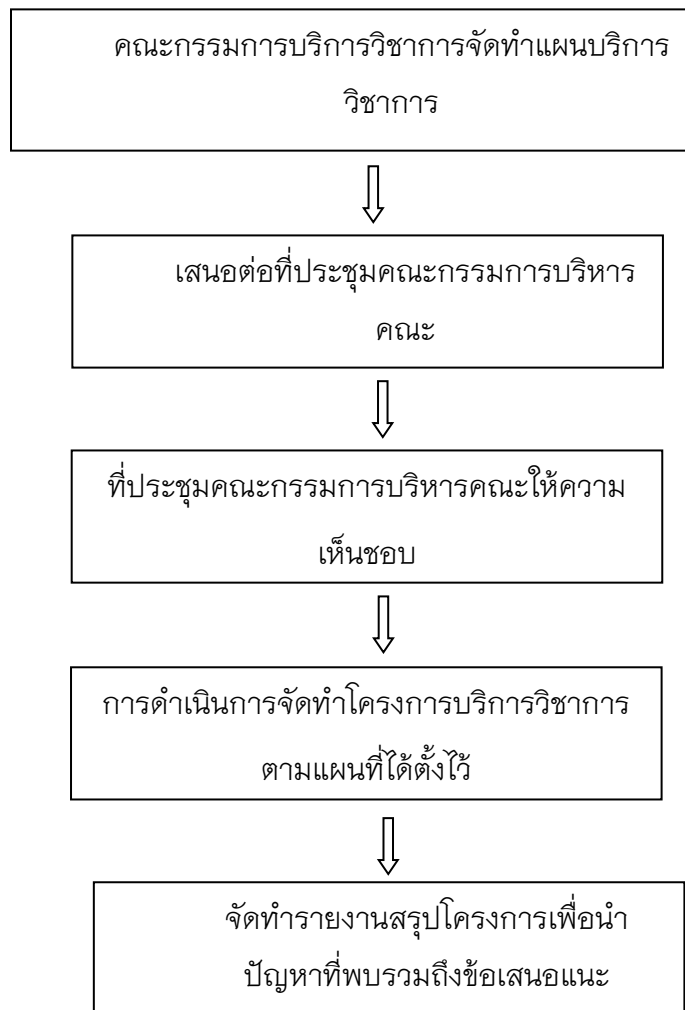 คณะกรรมการบริการวิชาการจัดทำแผนบริการ
วิชาการ
เสนอต่อที่ประชุมคณะกรรมการบริหาร
คณะ
ที่ประชุมคณะกรรมการบริหารคณะให้ความ
เห็นชอบ
การดำเนินการจัดทำโครงการบริการวิชาการ
ตามแผนที่ได้ตั้งไว้
จัดทำรายงานสรุปโครงการเพื่อนำ
ปัญหาที่พบรวมถึงข้อเสนอแนะ